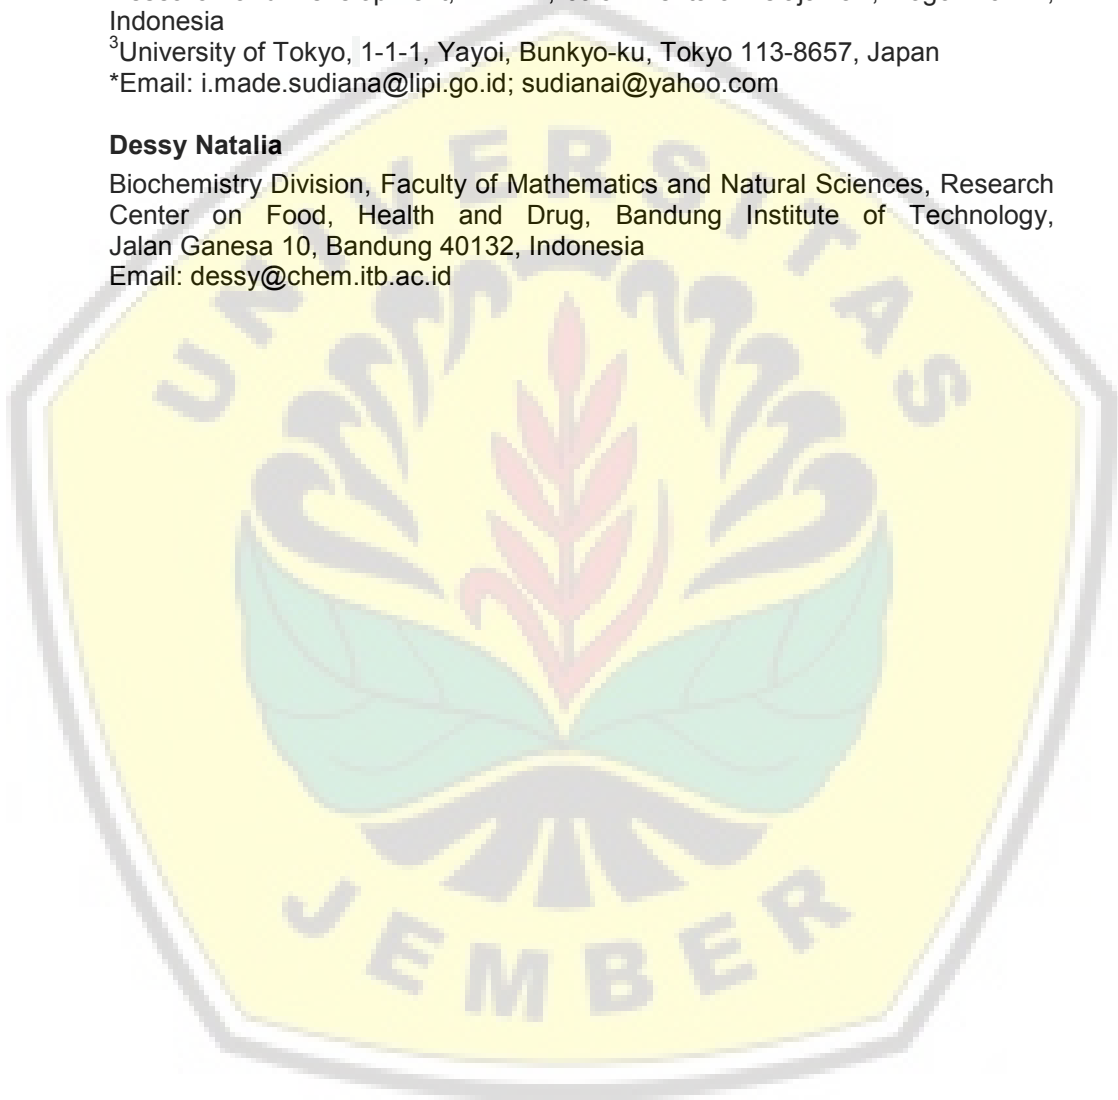 Indonesia
³University of Tokyo, 1-1-1, Yayoi, Bunkyo-ku, Tokyo 113-8657, Japan
*Email: i.made.sudiana@lipi.go.id; sudianai@yahoo.com
Dessy Natalia
Biochemistry Division, Faculty of Mathematics and Natural Sciences, Research
Center on Food, Health and Drug, Bandung Institute of Technology,
Jalan Ganesa 10, Bandung 40132, Indonesia
Email: dessy@chem.itb.ac.id
UNIVERSITAS
JEMBER